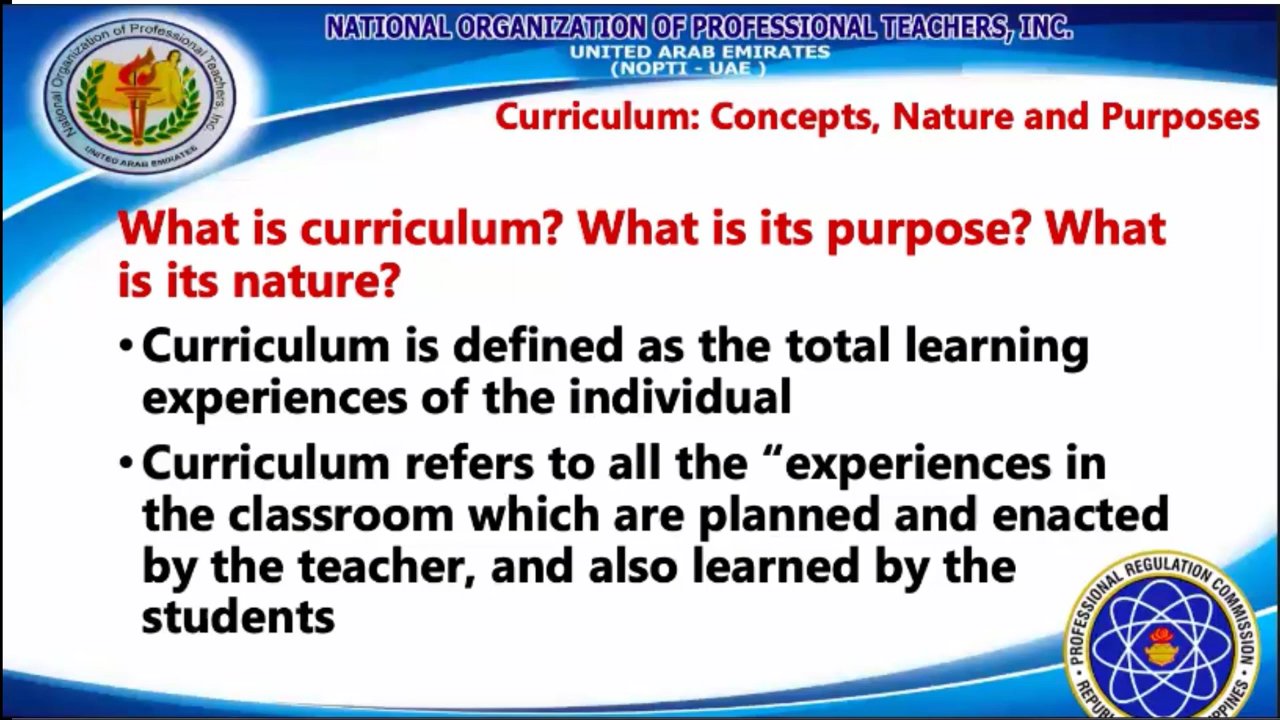 NATIONAL ORGANIZATION OF PROFESSIONAL TEACHERS, INC.
UNITED ARAB EMIRATES
(NOPTI - UAE )
National Organization of Professional Teachers, Inc.
UNITED ARAB EMIRATES
Curriculum: Concepts, Nature and Purposes
What is curriculum? What is its purpose? What
is its nature?
• Curriculum is defined as the total learning
experiences of the individual
• Curriculum refers to all the “experiences in
the classroom which are planned and enacted
by the teacher, and also learned by the
students
• PROFESSIONAL REGULATION COMMISSION •